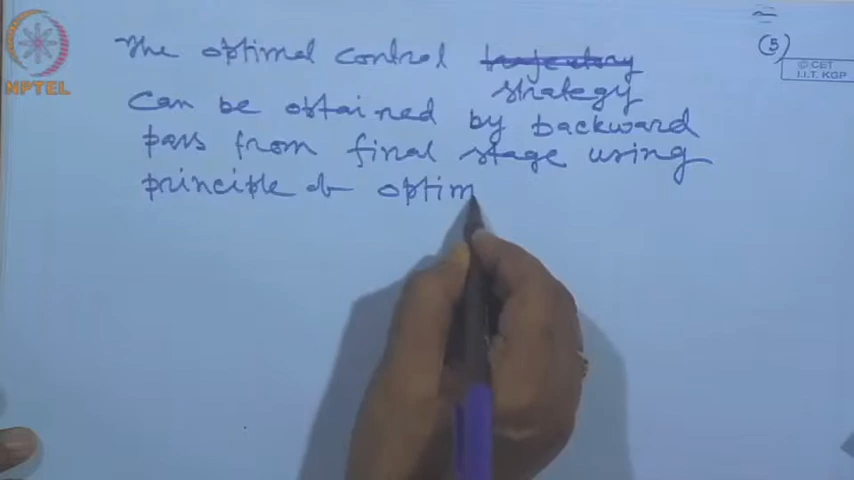 (5)
© CET
I.I.T. KGP
NPTEL
The optimal control trajectory
strategy
can be obtained by backward
pass from final stage using
principle of optim